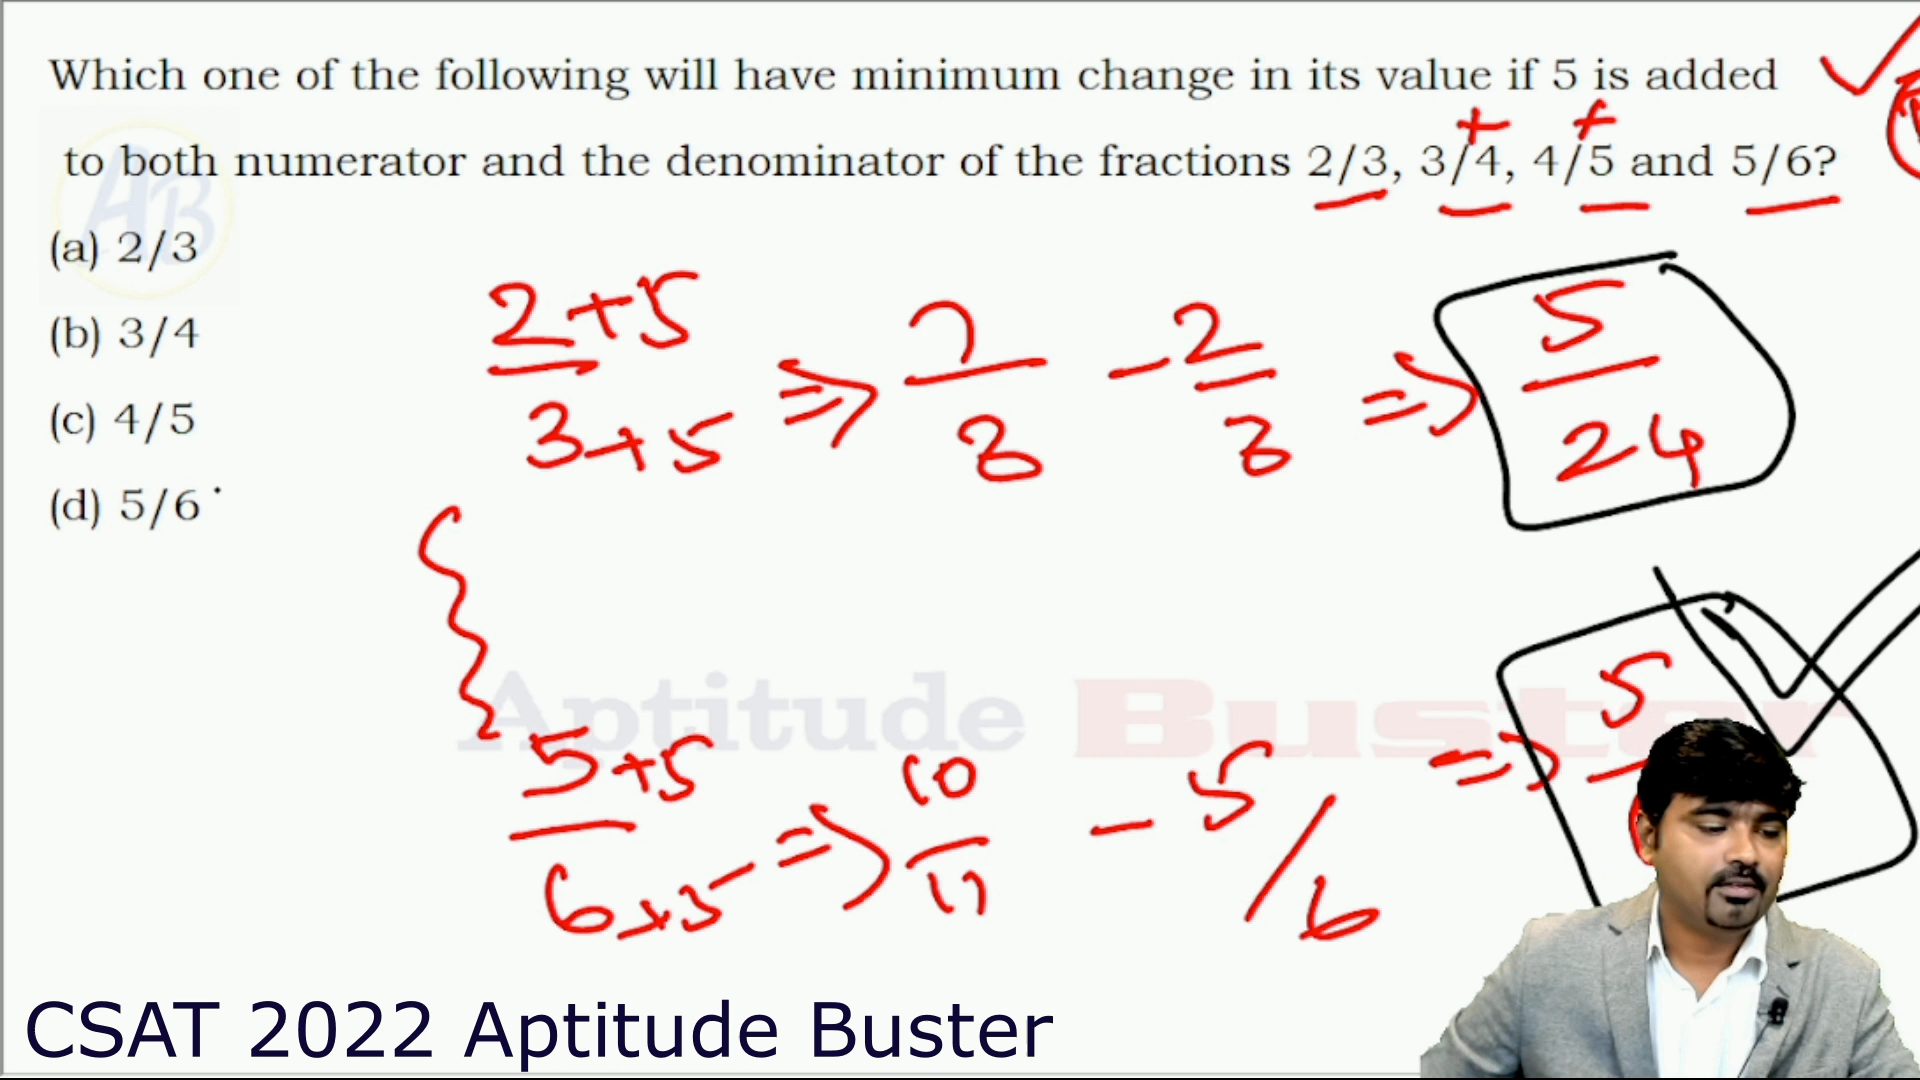 Which one of the following will have minimum change in its value if 5 is added
to both numerator and the denominator of the fractions 2/3, 3/4, 4/5 and 5/6?
(a) 2/3
(b) 3/4
(c) 4/5
(d) 5/6
2+5
3+5
⇒ 7/8 - 2/3 ⇒ 5/24
5+5
6+5
⇒ 10/11 - 5/6 ⇒ 5
Aptitude Buster
AB
CSAT 2022 Aptitude Buster